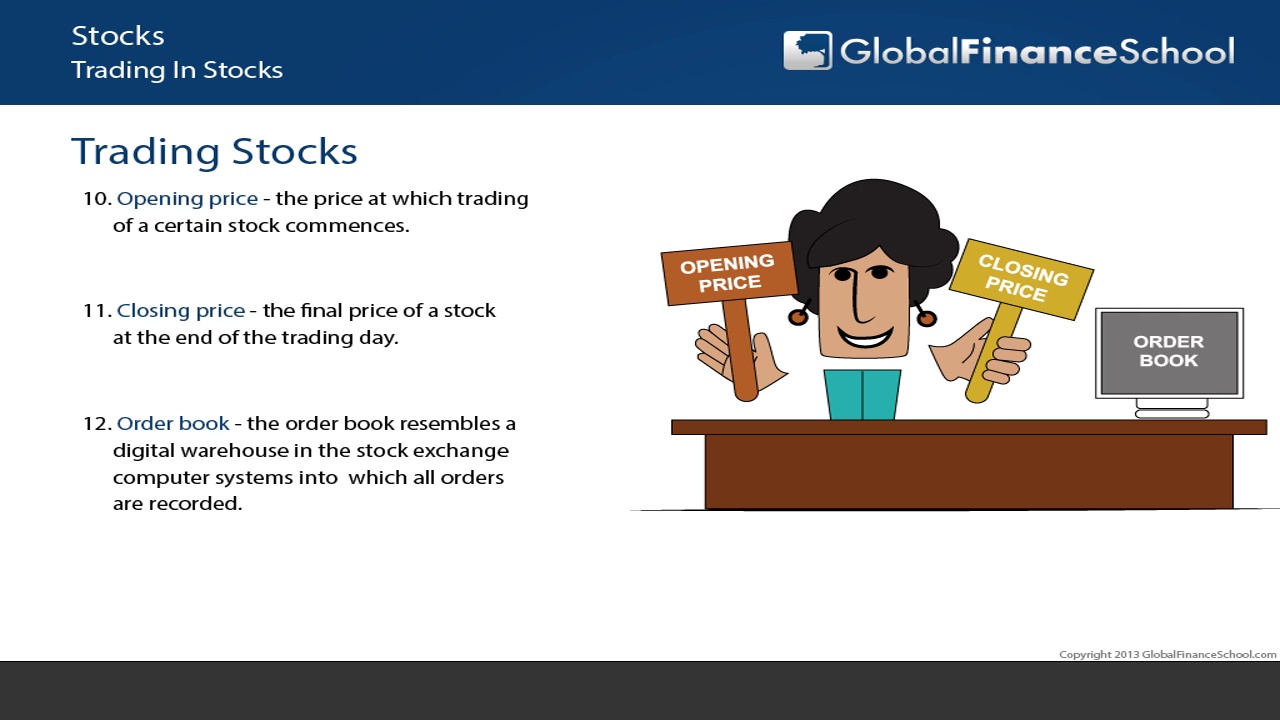 Stocks
Trading In Stocks
GlobalFinanceSchool
Trading Stocks
10. Opening price - the price at which trading
of a certain stock commences.
11. Closing price - the final price of a stock
at the end of the trading day.
12. Order book - the order book resembles a
digital warehouse in the stock exchange
computer systems into which all orders
are recorded.
OPENING
PRICE
CLOSING
PRICE
ORDER
BOOK
Copyright 2013 GlobalFinanceSchool.com